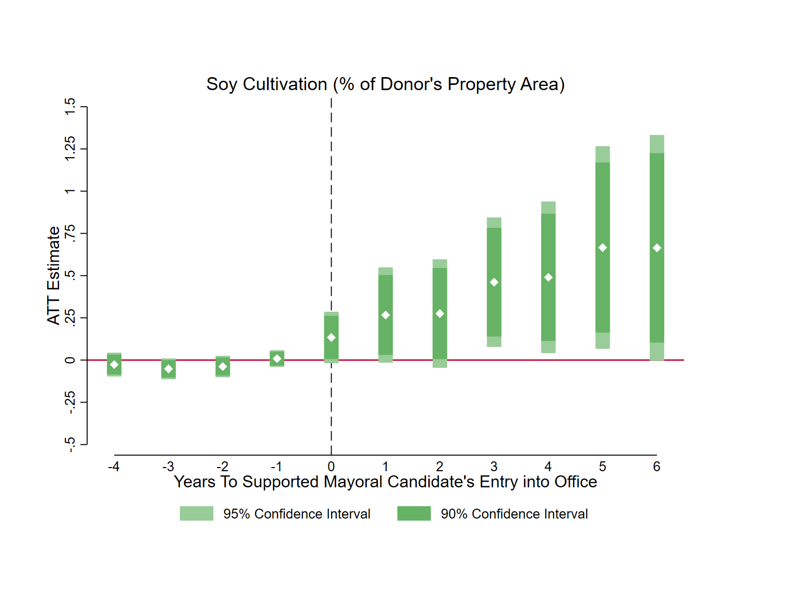 Soy Cultivation (% of Donor's Property Area)
1.5
1.25
1
.75
.5
.25
0
-.25
-.5
ATT Estimate
-4 -3 -2 -1 0 1 2 3 4 5 6
Years To Supported Mayoral Candidate's Entry into Office
95% Confidence Interval 90% Confidence Interval